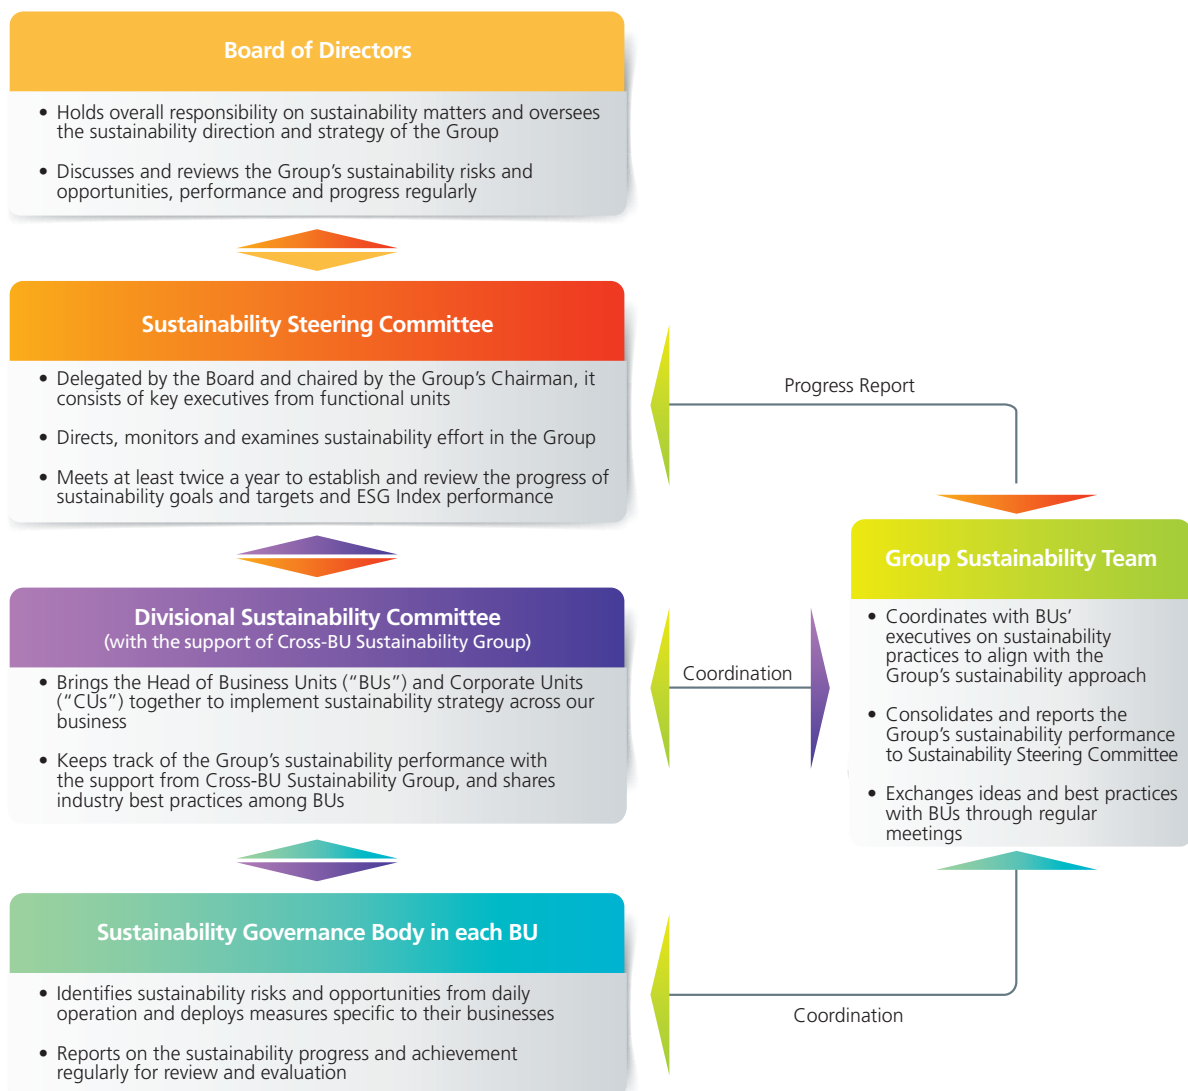 Board of Directors
• Holds overall responsibility on sustainability matters and oversees
the sustainability direction and strategy of the Group
• Discusses and reviews the Group’s sustainability risks and
opportunities, performance and progress regularly
Sustainability Steering Committee
• Delegated by the Board and chaired by the Group’s Chairman, it
consists of key executives from functional units
• Directs, monitors and examines sustainability effort in the Group
• Meets at least twice a year to establish and review the progress of
sustainability goals and targets and ESG Index performance
Progress Report
Divisional Sustainability Committee
(with the support of Cross-BU Sustainability Group)
• Brings the Head of Business Units (“BUs”) and Corporate Units
(“CUs”) together to implement sustainability strategy across our
business
• Keeps track of the Group’s sustainability performance with
the support from Cross-BU Sustainability Group, and shares
industry best practices among BUs
Coordination
Group Sustainability Team
• Coordinates with BUs’
executives on sustainability
practices to align with the
Group’s sustainability approach
• Consolidates and reports the
Group’s sustainability performance
to Sustainability Steering Committee
• Exchanges ideas and best practices
with BUs through regular
meetings
Sustainability Governance Body in each BU
• Identifies sustainability risks and opportunities from daily
operation and deploys measures specific to their businesses
• Reports on the sustainability progress and achievement
regularly for review and evaluation
Coordination